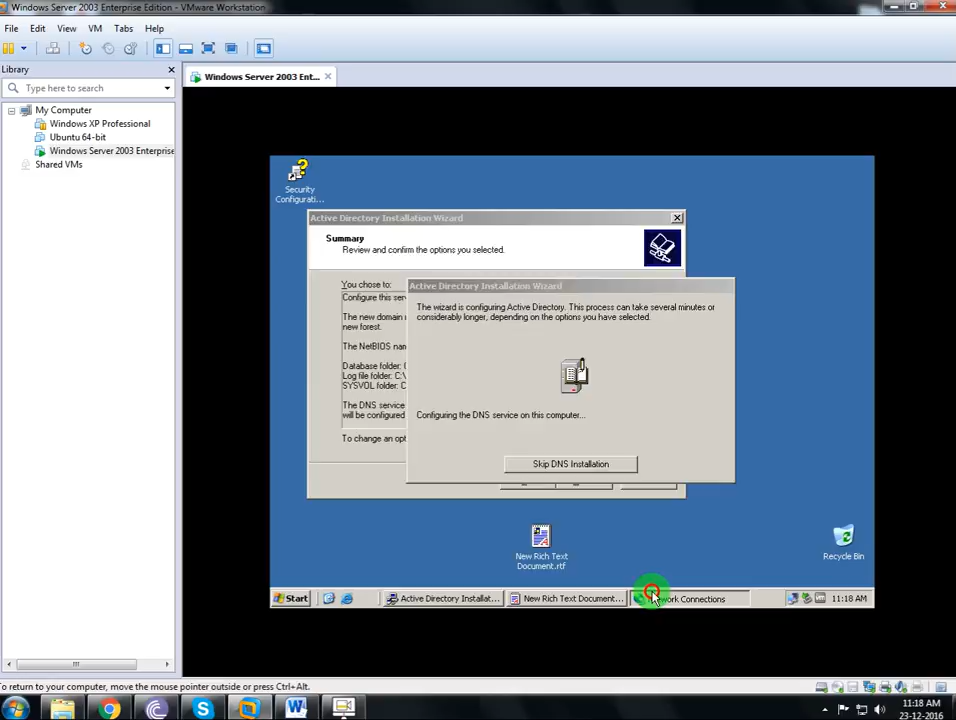 Windows Server 2003 Enterprise Edition - VMware Workstation
File Edit View VM Tabs Help
Library
Type here to search
My Computer
Windows XP Professional
Ubuntu 64-bit
Windows Server 2003 Enterprise
Shared VMs
Windows Server 2003 Ent...
Security
Configurati...
Active Directory Installation Wizard
Summary
Review and confirm the options you selected.
You chose to:
Configure this serv
The new domain
new forest.
The NetBIOS nam
Database folder: C
Log file folder: C:\
SYSVOL folder: C
The DNS service
will be configured
To change an opt
Active Directory Installation Wizard
The wizard is configuring Active Directory. This process can take several minutes or
considerably longer, depending on the options you have selected.
Configuring the DNS service on this computer...
Skip DNS Installation
New Rich Text
Document.rtf
Recycle Bin
Start
Active Directory Installat...
New Rich Text Document...
Connections
11:18 AM
To return to your computer, move the mouse pointer outside or press Ctrl+Alt.
11:18 AM
23-12-2016